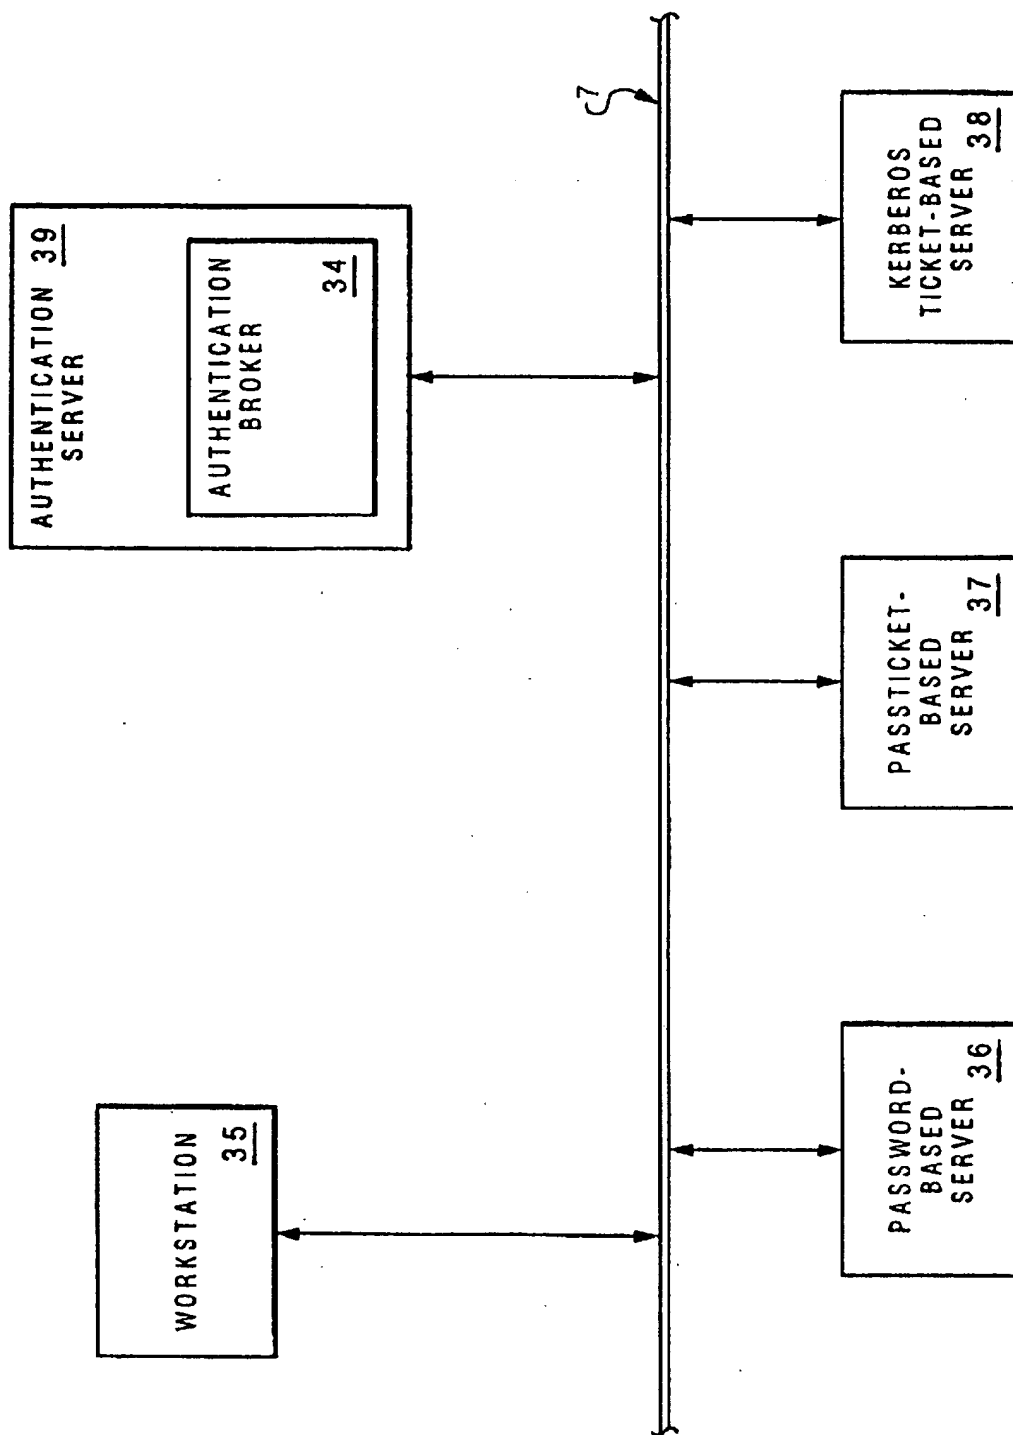 WORKSTATION
35
AUTHENTICATION
SERVER
39
AUTHENTICATION
BROKER
34
7
PASSWORD-
BASED
SERVER
36
PASSTICKET-
BASED
SERVER
37
KERBEROS
TICKET-BASED
SERVER
38